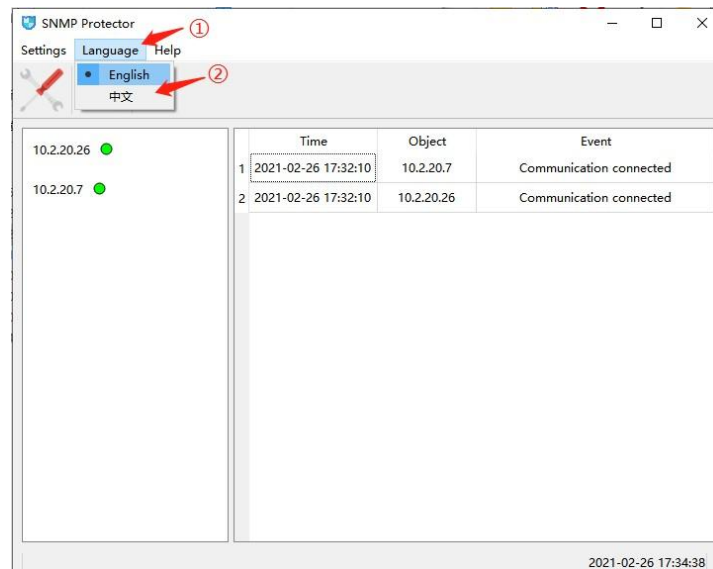 SNMP Protector
①
Settings Language Help
English ②
中文
Time Object Event
10.2.20.26
1 2021-02-26 17:32:10 10.2.20.7 Communication connected
10.2.20.7
2 2021-02-26 17:32:10 10.2.20.26 Communication connected
2021-02-26 17:34:38